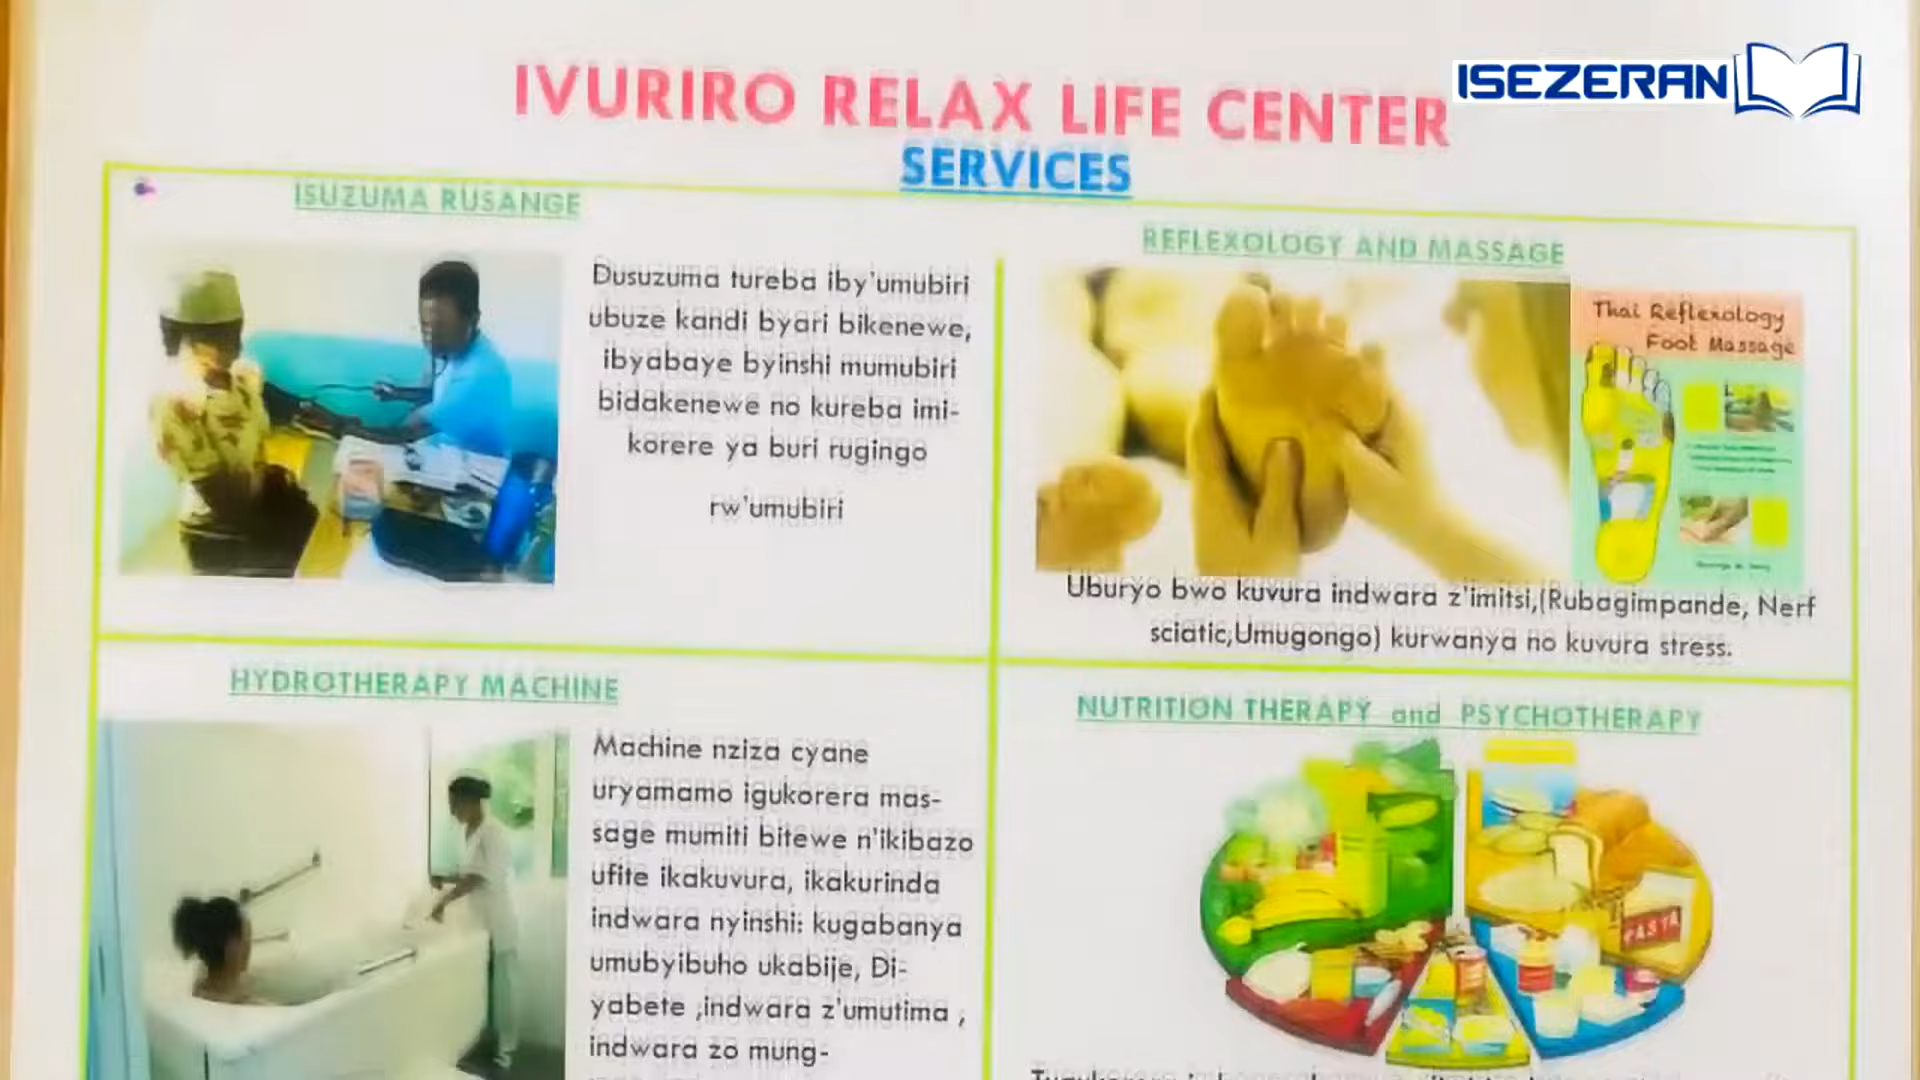 ISEZERAN
IVURIRO RELAX LIFE CENTER
SERVICES
ISUZUMA RUSANGE
Dusuzuma tureba iby'umubiri
ubuze kandi byari bikenewe,
ibyabaye byinshi mumubiri
bidakenewe no kureba imi-
korere ya buri rugingo
rw'umubiri
REFLEXOLOGY AND MASSAGE
Thai Reflexology
Foot Massage
Uburyo bwo kuvura indwara z'imitsi,(Rubagimpande, Nerf
sciatic,Umugongo) kurwanya no kuvura stress.
HYDROTHERAPY MACHINE
Machine nziza cyane
uryamamo igukorera mas-
sage mumiti bitewe n'ikibazo
ufite ikakuvura, ikakurinda
indwara nyinshi: kugabanya
umubyibuho ukabije, Di-
yabete ,indwara z'umutima ,
indwara zo mung-
NUTRITION THERAPY and PSYCHOTHERAPY
PASTA